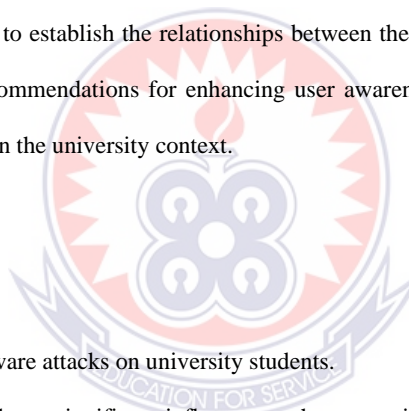 to establish the relationships between the
ommendations for enhancing user awaren
n the university context.
ware attacks on university students.
EDUCATION FOR SERVICE